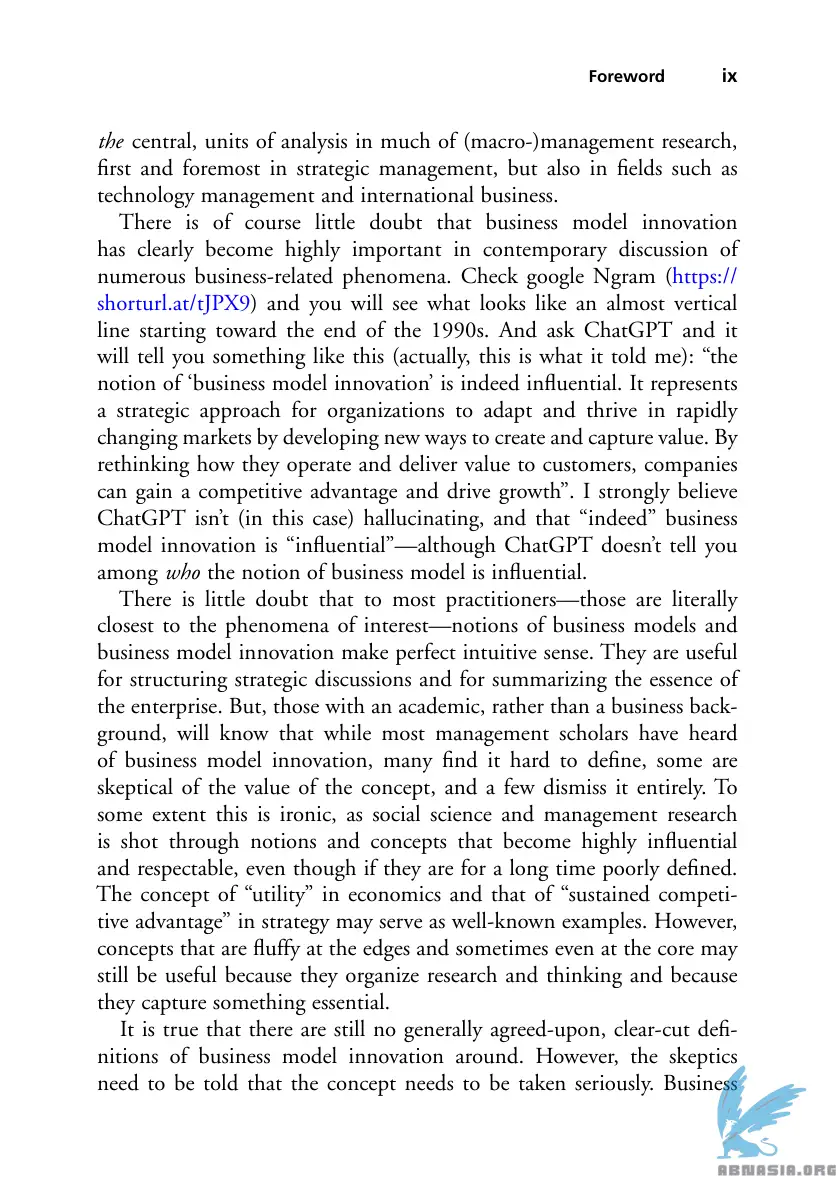 Foreword ix
the central, units of analysis in much of (macro-)management research,
first and foremost in strategic management, but also in fields such as
technology management and international business.
There is of course little doubt that business model innovation
has clearly become highly important in contemporary discussion of
numerous business-related phenomena. Check google Ngram (https://
shorturl.at/tJPX9) and you will see what looks like an almost vertical
line starting toward the end of the 1990s. And ask ChatGPT and it
will tell you something like this (actually, this is what it told me): “the
notion of ‘business model innovation’ is indeed influential. It represents
a strategic approach for organizations to adapt and thrive in rapidly
changing markets by developing new ways to create and capture value. By
rethinking how they operate and deliver value to customers, companies
can gain a competitive advantage and drive growth”. I strongly believe
ChatGPT isn’t (in this case) hallucinating, and that “indeed” business
model innovation is “influential”—although ChatGPT doesn’t tell you
among who the notion of business model is influential.
There is little doubt that to most practitioners—those are literally
closest to the phenomena of interest—notions of business models and
business model innovation make perfect intuitive sense. They are useful
for structuring strategic discussions and for summarizing the essence of
the enterprise. But, those with an academic, rather than a business back-
ground, will know that while most management scholars have heard
of business model innovation, many find it hard to define, some are
skeptical of the value of the concept, and a few dismiss it entirely. To
some extent this is ironic, as social science and management research
is shot through notions and concepts that become highly influential
and respectable, even though if they are for a long time poorly defined.
The concept of “utility” in economics and that of “sustained competi-
tive advantage” in strategy may serve as well-known examples. However,
concepts that are fluffy at the edges and sometimes even at the core may
still be useful because they organize research and thinking and because
they capture something essential.
It is true that there are still no generally agreed-upon, clear-cut defi-
nitions of business model innovation around. However, the skeptics
need to be told that the concept needs to be taken seriously. Business
ABNASIA.ORG